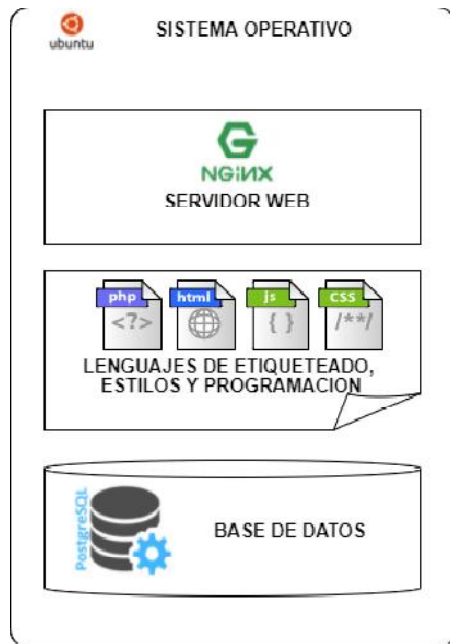 ubuntu
SISTEMA OPERATIVO
NGiNX
SERVIDOR WEB
php html js CSS
<?> { } /**/
LENGUAJES DE ETIQUETEADO,
ESTILOS Y PROGRAMACION
PostgreSQL
BASE DE DATOS